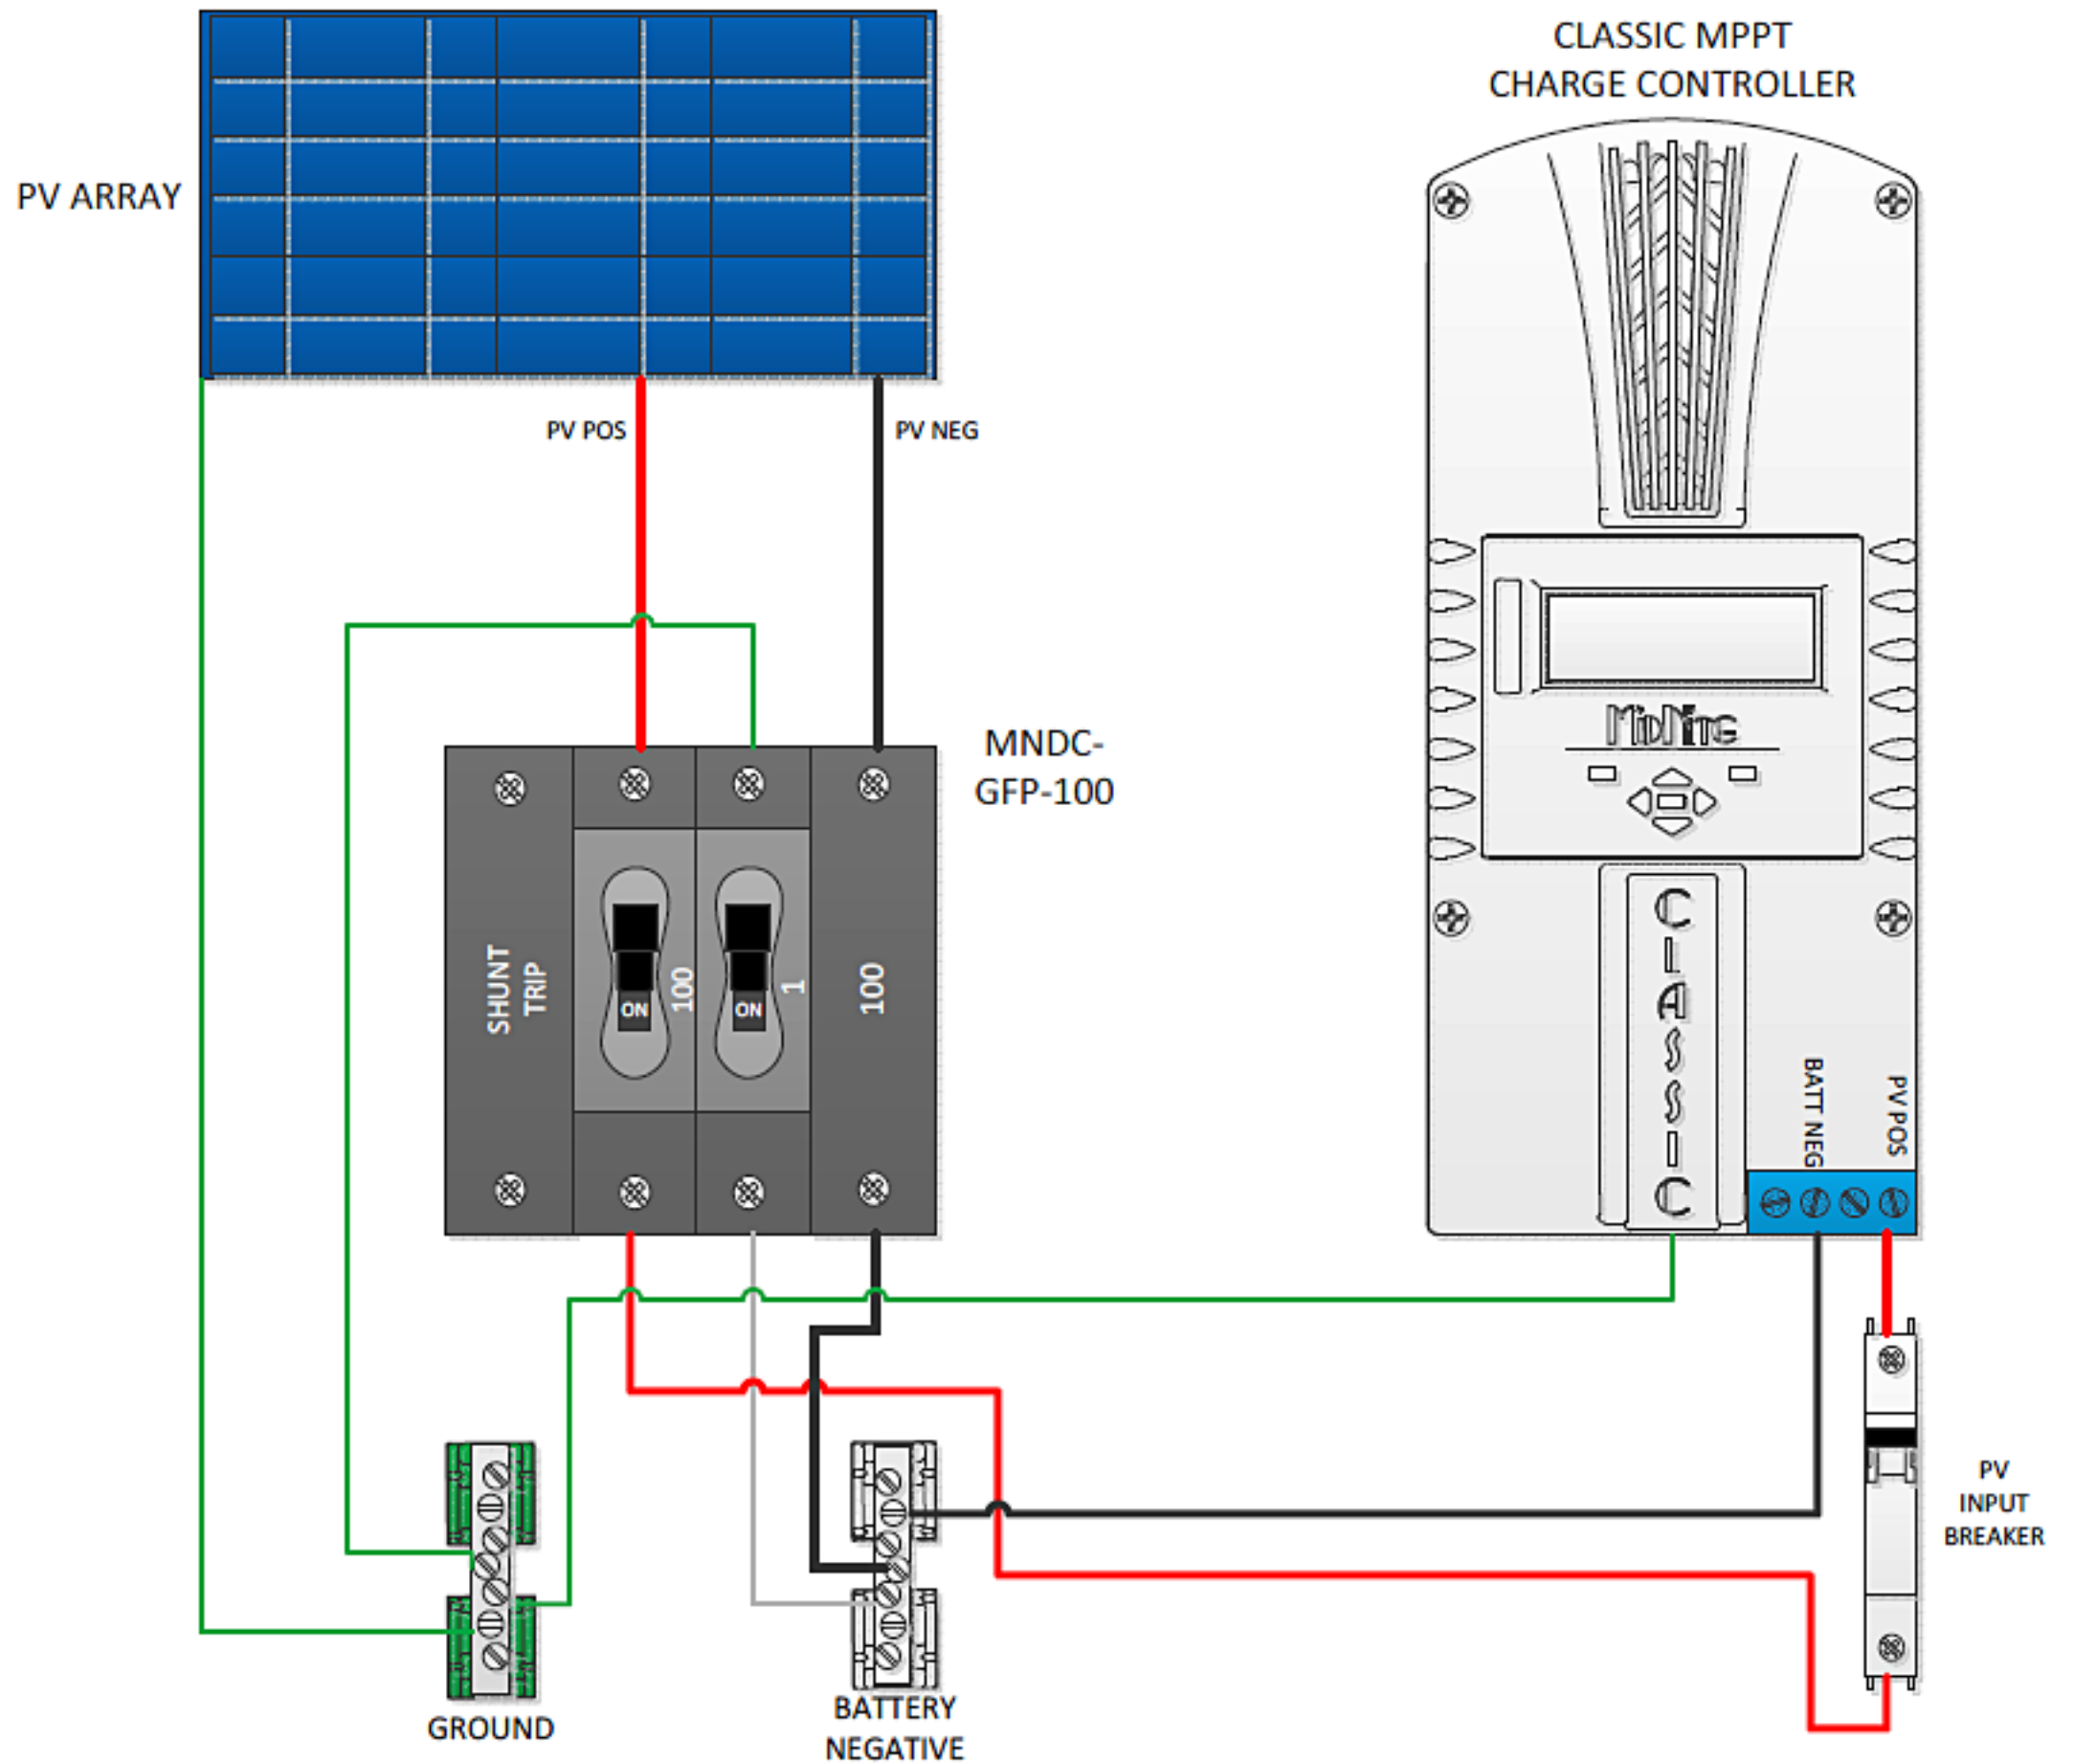 CLASSIC MPPT
CHARGE CONTROLLER
PV ARRAY
PV POS
PV NEG
MNDC-
GFP-100
MIDNITE
SHUNT
TRIP
ON
100
ON
1
100
CLASSIC
BATT NEG
PV POS
PV
INPUT
BREAKER
GROUND
BATTERY
NEGATIVE